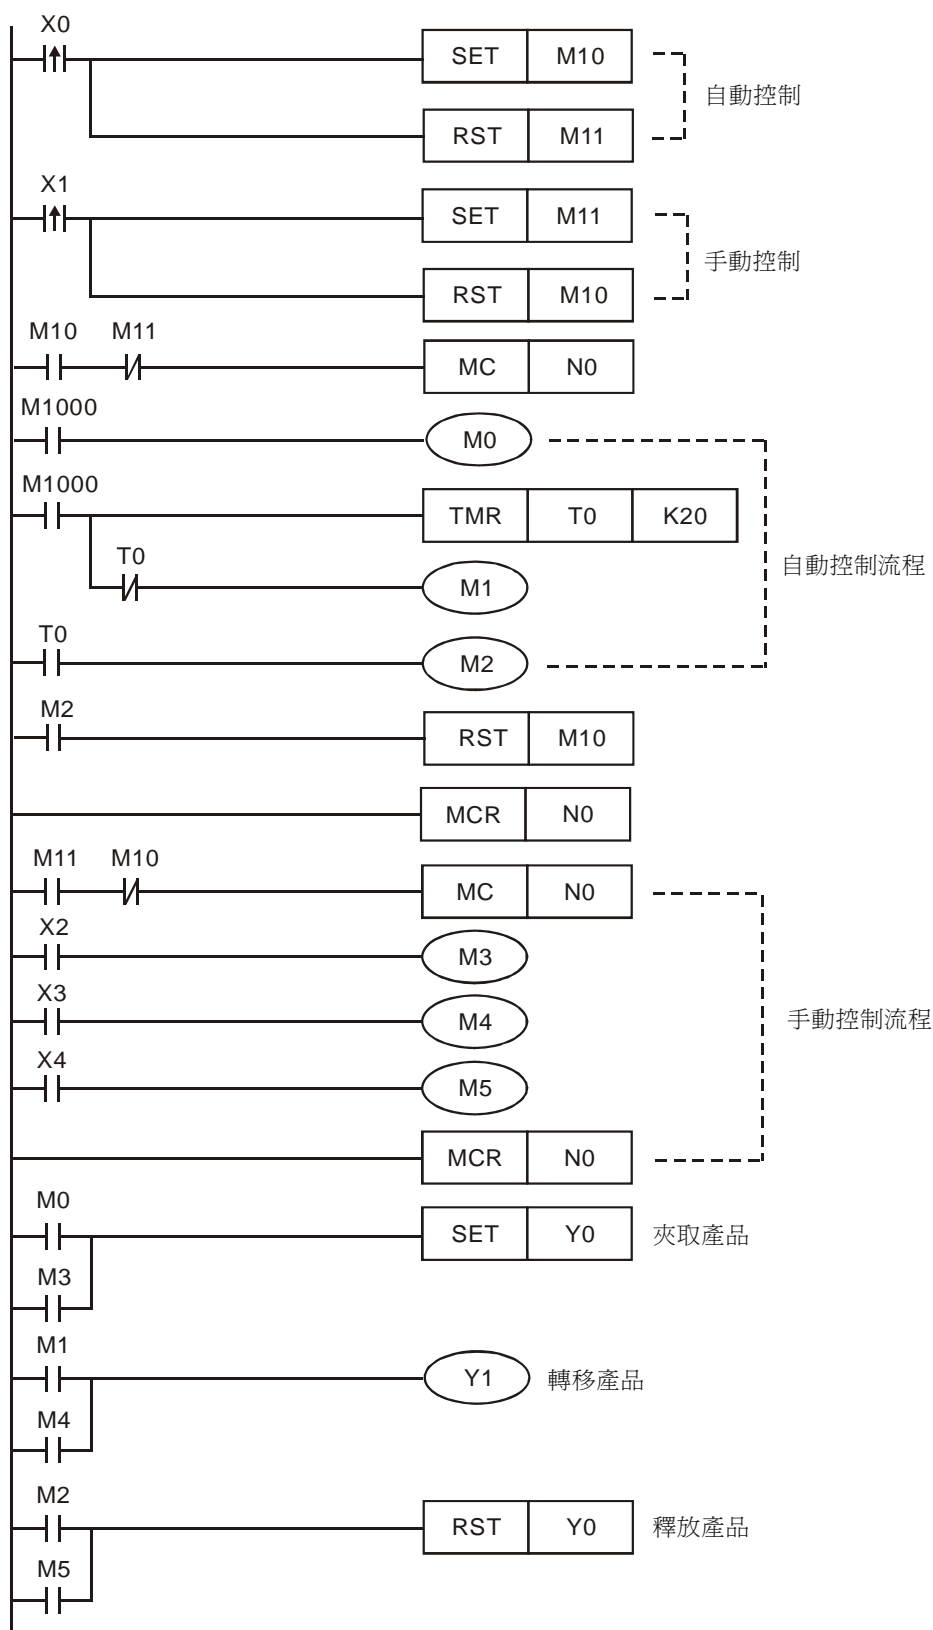 X0
SET M10
自動控制
RST M11
X1
SET M11
手動控制
RST M10
M10 M11
MC N0
M1000
M0
M1000
TMR T0 K20
T0
自動控制流程
M1
T0
M2
M2
RST M10
MCR N0
M11 M10
MC N0
X2
M3
X3
M4
手動控制流程
X4
M5
MCR N0
M0
SET Y0 夾取產品
M3
M1
Y1 轉移產品
M4
M2
RST Y0 釋放產品
M5